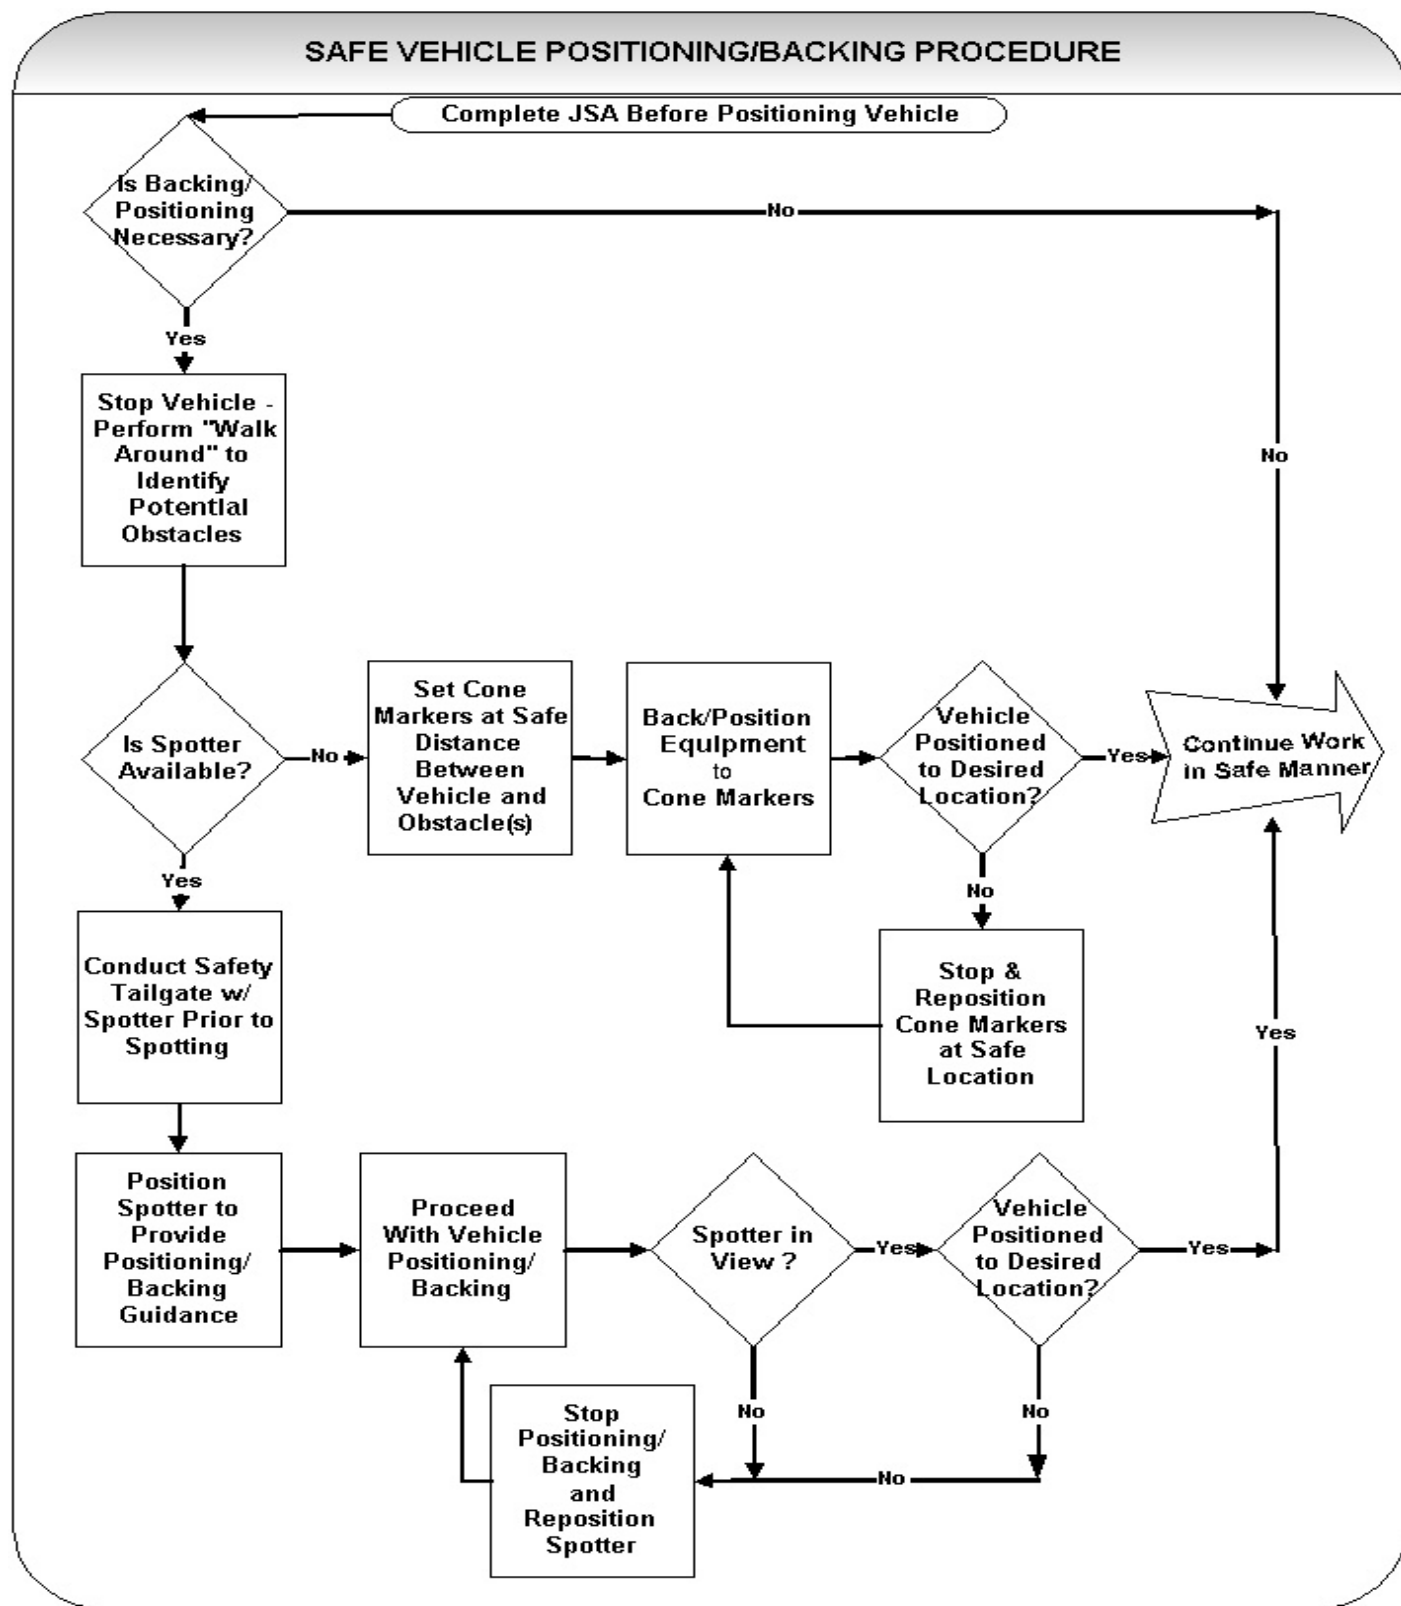 SAFE VEHICLE POSITIONING/BACKING PROCEDURE
Complete JSA Before Positioning Vehicle
Is Backing/
Positioning
Necessary?
No
Yes
No
Stop Vehicle -
Perform "Walk
Around" to
Identify
Potential
Obstacles
Is Spotter
Available?
No
Set Cone
Markers at Safe
Distance
Between
Vehicle and
Obstacle(s)
Back/Position
Equipment
to
Cone Markers
Vehicle
Positioned
to Desired
Location?
Yes
Continue Work
in Safe Manner
Yes
No
Conduct Safety
Tailgate w/
Spotter Prior to
Spotting
Stop &
Reposition
Cone Markers
at Safe
Location
Yes
Position
Spotter to
Provide
Positioning/
Backing
Guidance
Proceed
With Vehicle
Positioning/
Backing
Spotter in
View ?
Yes
Vehicle
Positioned
to Desired
Location?
Yes
No
No
Stop
Positioning/
Backing
and
Reposition
Spotter
No